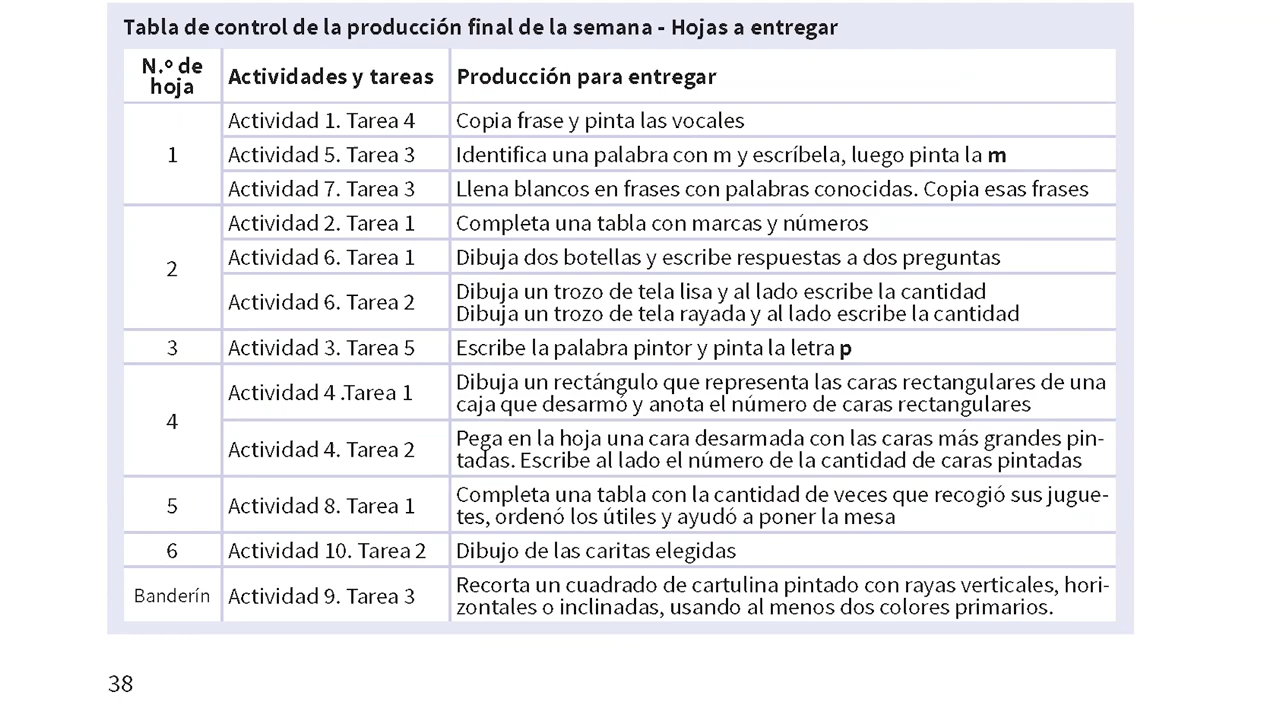 Tabla de control de la producción final de la semana - Hojas a entregar
N.º de
hoja
Actividades y tareas
Producción para entregar
1
Actividad 1. Tarea 4
Copia frase y pinta las vocales
Actividad 5. Tarea 3
Identifica una palabra con m y escríbela, luego pinta la m
Actividad 7. Tarea 3
Llena blancos en frases con palabras conocidas. Copia esas frases
2
Actividad 2. Tarea 1
Completa una tabla con marcas y números
Actividad 6. Tarea 1
Dibuja dos botellas y escribe respuestas a dos preguntas
Actividad 6. Tarea 2
Dibuja un trozo de tela lisa y al lado escribe la cantidad
Dibuja un trozo de tela rayada y al lado escribe la cantidad
3
Actividad 3. Tarea 5
Escribe la palabra pintor y pinta la letra p
4
Actividad 4 .Tarea 1
Dibuja un rectángulo que representa las caras rectangulares de una
caja que desarmó y anota el número de caras rectangulares
Actividad 4. Tarea 2
Pega en la hoja una cara desarmada con las caras más grandes pin-
tadas. Escribe al lado el número de la cantidad de caras pintadas
5
Actividad 8. Tarea 1
Completa una tabla con la cantidad de veces que recogió sus jugue-
tes, ordenó los útiles y ayudó a poner la mesa
6
Actividad 10. Tarea 2
Dibujo de las caritas elegidas
Banderín
Actividad 9. Tarea 3
Recorta un cuadrado de cartulina pintado con rayas verticales, hori-
zontales o inclinadas, usando al menos dos colores primarios.
38